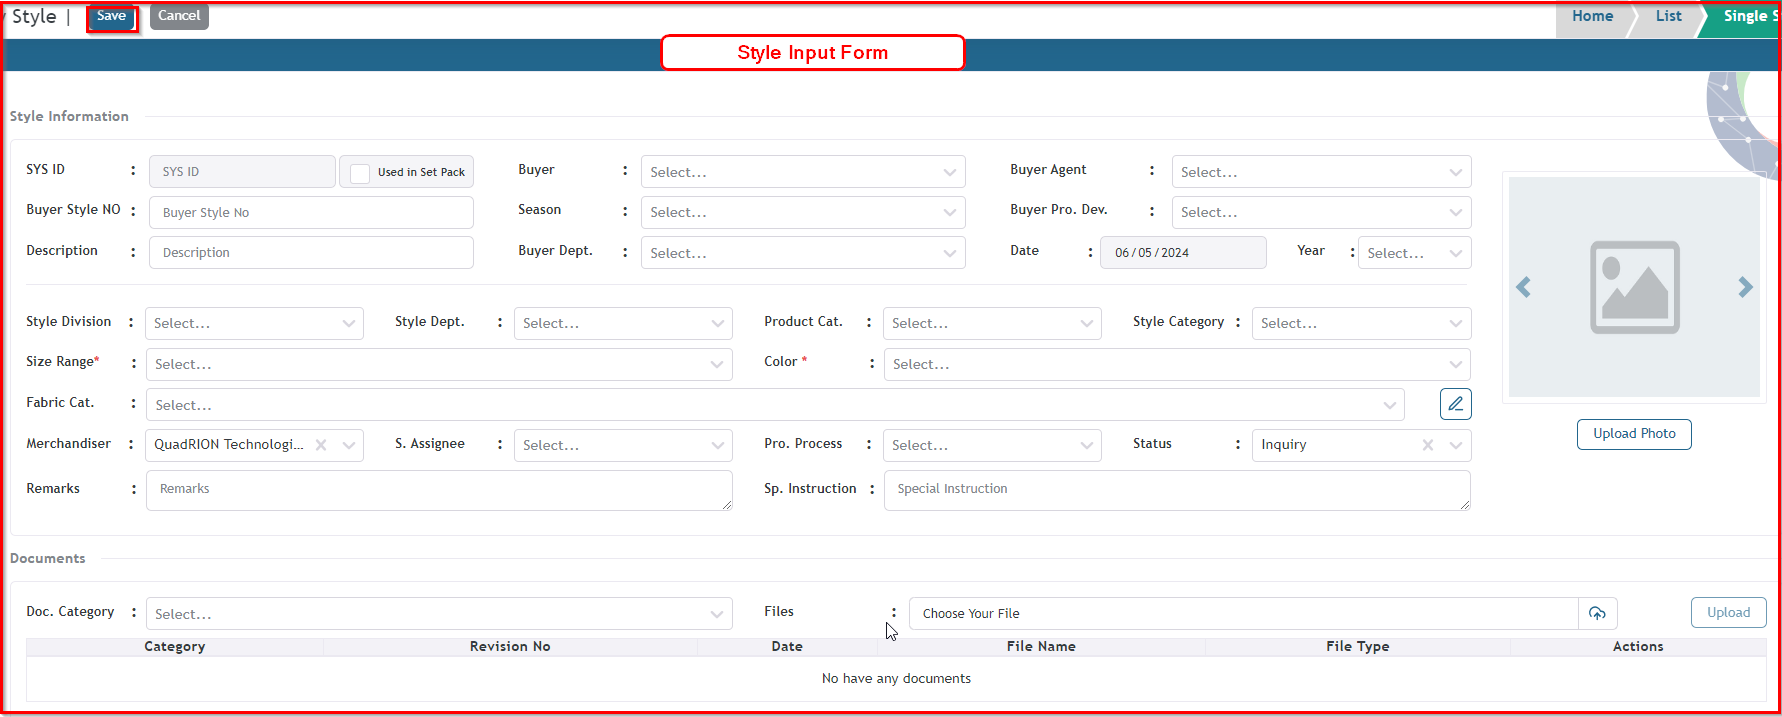 Style | Save Cancel Home List Single S
Style Input Form
Style Information
SYS ID : SYS ID Used in Set Pack Buyer : Select... Buyer Agent : Select...
Buyer Style NO : Buyer Style No Season : Select... Buyer Pro. Dev. : Select...
Description : Description Buyer Dept. : Select... Date : 06/05/2024 Year : Select...
Style Division : Select... Style Dept. : Select... Product Cat. : Select... Style Category : Select...
Size Range* : Select... Color * : Select...
Fabric Cat. : Select...
Merchandiser : QuadRION Technologi... S. Assignee : Select... Pro. Process : Select... Status : Inquiry
Upload Photo
Remarks : Remarks Sp. Instruction : Special Instruction
Documents
Doc. Category : Select... Files : Choose Your File Upload
Category Revision No Date File Name File Type Actions
No have any documents